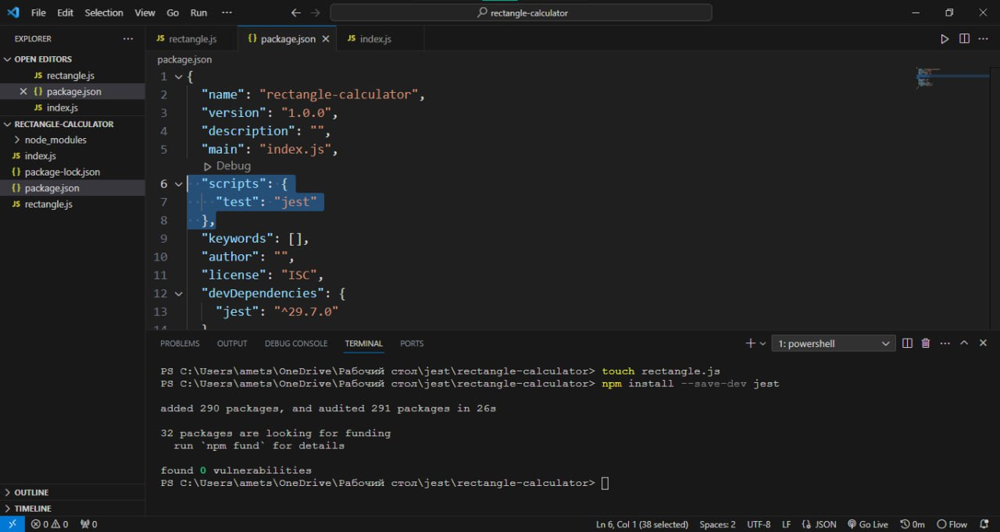 File Edit Selection View Go Run ··· rectangle-calculator
EXPLORER ···
OPEN EDITORS
JS rectangle.js
{} package.json
JS index.js
RECTANGLE-CALCULATOR
node_modules
JS index.js
{} package-lock.json
{} package.json
JS rectangle.js
OUTLINE
TIMELINE
JS rectangle.js {} package.json JS index.js
package.json
1 {
2 "name": "rectangle-calculator",
3 "version": "1.0.0",
4 "description": "",
5 "main": "index.js",
Debug
6 "scripts": {
7 "test": "jest"
8 },
9 "keywords": [],
10 "author": "",
11 "license": "ISC",
12 "devDependencies": {
13 "jest": "^29.7.0"
14 }
PROBLEMS OUTPUT DEBUG CONSOLE TERMINAL PORTS 1: powershell
PS C:\Users\amets\OneDrive\Рабочий стол\jest\rectangle-calculator> touch rectangle.js
PS C:\Users\amets\OneDrive\Рабочий стол\jest\rectangle-calculator> npm install --save-dev jest
added 290 packages, and audited 291 packages in 26s
32 packages are looking for funding
run `npm fund` for details
found 0 vulnerabilities
PS C:\Users\amets\OneDrive\Рабочий стол\jest\rectangle-calculator>
0 0 0 Ln 6, Col 1 (38 selected) Spaces: 2 UTF-8 LF {} JSON Go Live 0m Flow